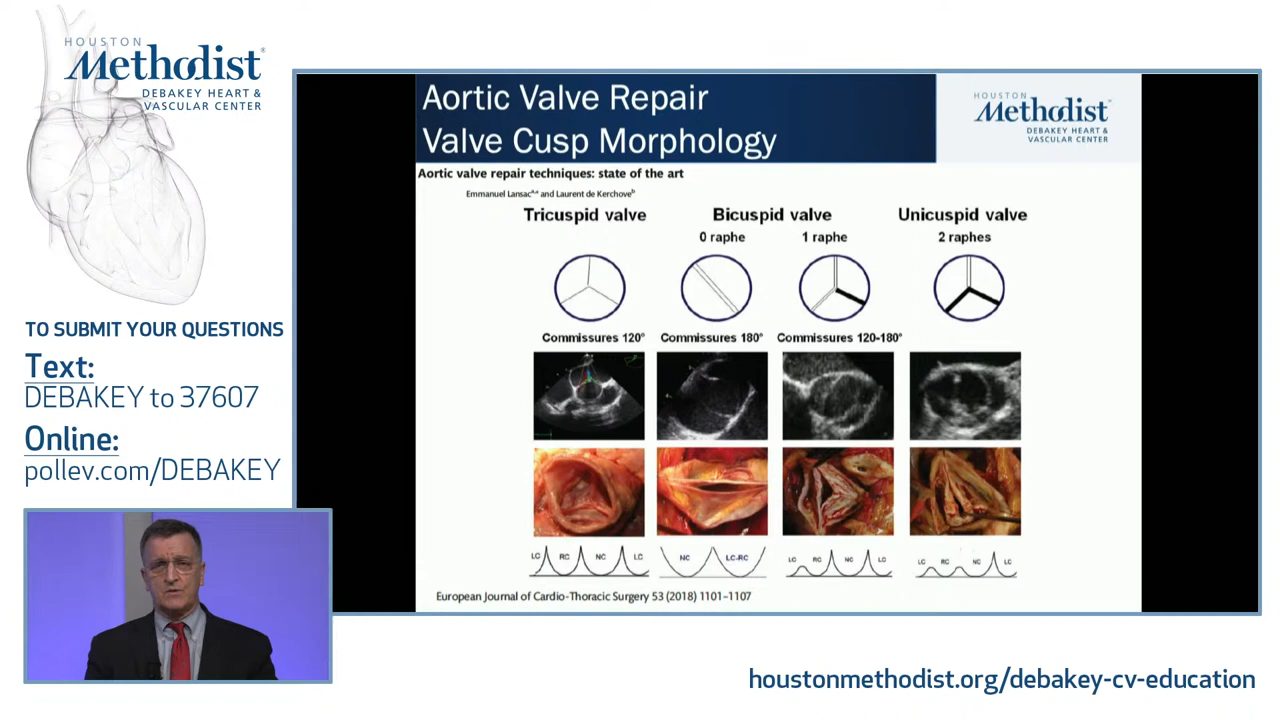 HOUSTON
Methodist
DEBAKEY HEART &
VASCULAR CENTER
TO SUBMIT YOUR QUESTIONS
Text:
DEBAKEY to 37607
Online:
pollev.com/DEBAKEY
Aortic Valve Repair
Valve Cusp Morphology
HOUSTON
Methodist
DEBAKEY HEART &
VASCULAR CENTER
Aortic valve repair techniques: state of the art
Emmanuel Lansac and Laurent de Kerchove
Tricuspid valve Bicuspid valve Unicuspid valve
0 raphe 1 raphe 2 raphes
Commissures 120° Commissures 180° Commissures 120-180°
LC RC NC LC NC LC-RC LC RC NC LC LC RC NC LC
European Journal of Cardio-Thoracic Surgery 53 (2018) 1101–1107
houstonmethodist.org/debakey-cv-education